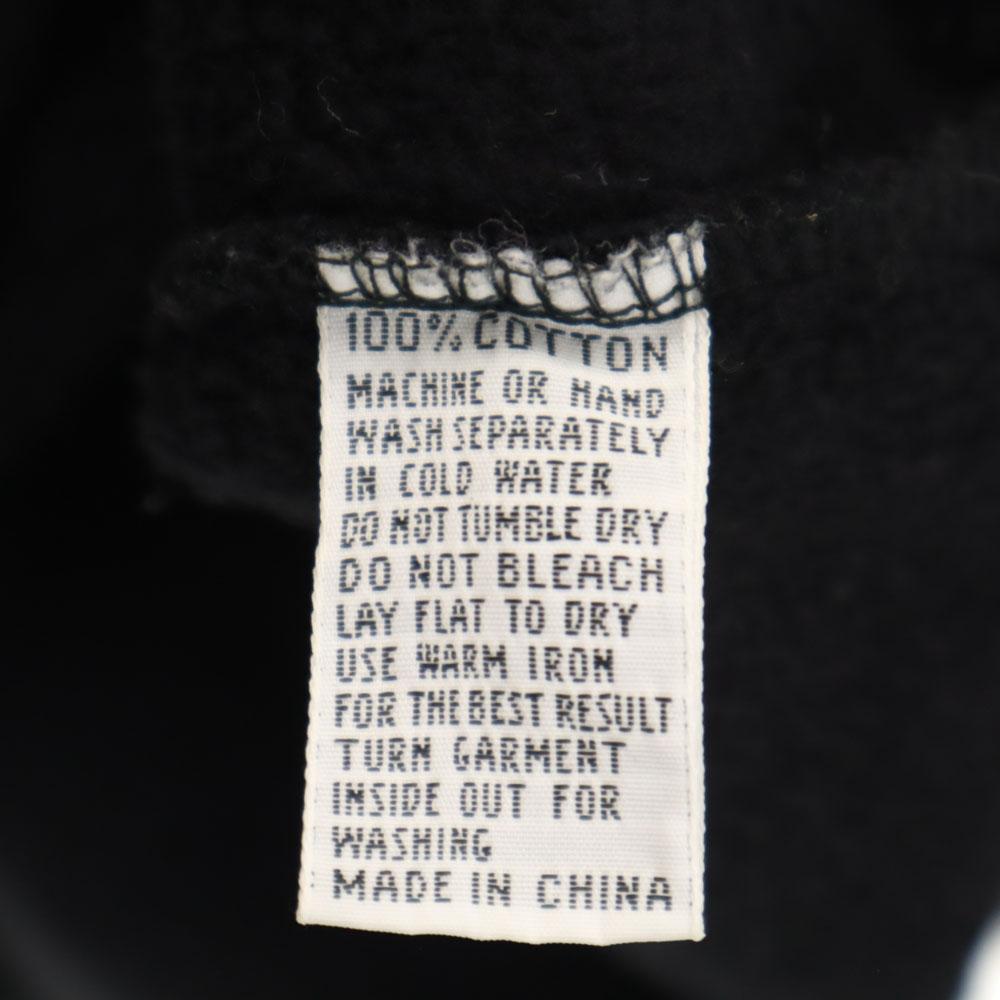 100% COTTON
MACHINE OR HAND
WASH SEPARATELY
IN COLD WATER
DO NOT TUMBLE DRY
DO NOT BLEACH
LAY FLAT TO DRY
USE WARM IRON
FOR THE BEST RESULT
TURN GARMENT
INSIDE OUT FOR
WASHING
MADE IN CHINA